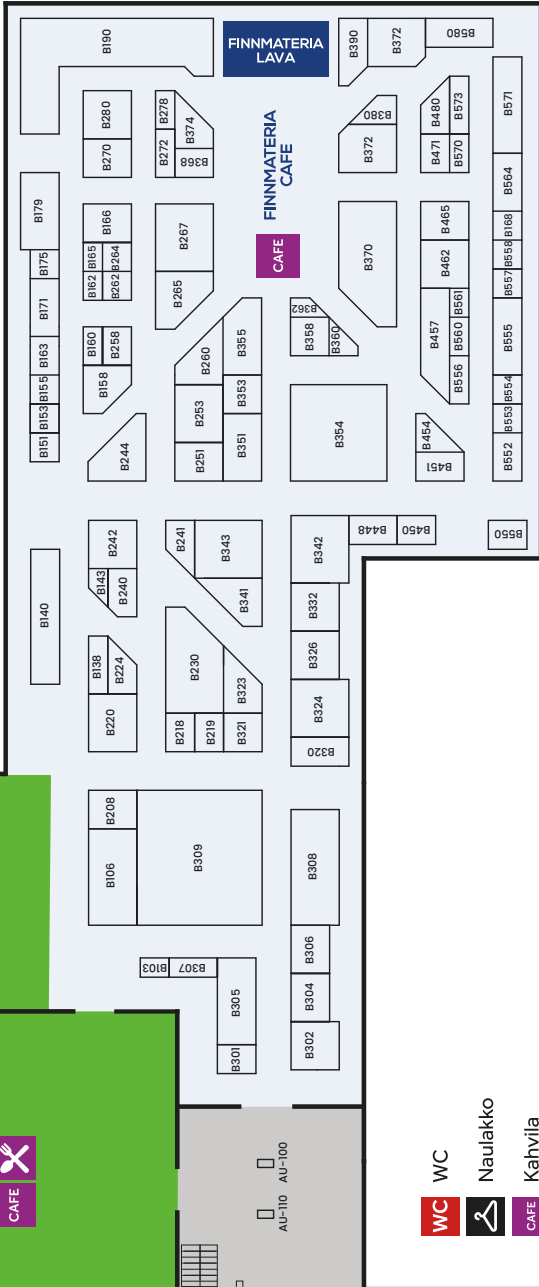 B190
FINNMATERIA
LAVA
B390
B372
B580
B280
B270
B278
B272
B374
B368
FINNMATERIA
CAFE
B380
B372
B480
B573
B471
B570
B571
B564
B179
B175
B171
B163
B155
B153
B151
B166
B165
B264
B162
B262
B267
B265
CAFE
B370
B465
B462
B168
B558
B557
B561
B457
B560
B556
B555
B554
B553
B552
B160
B258
B158
B260
B355
B362
B358
B360
B253
B353
B251
B351
B354
B454
B451
B244
B242
B143
B240
B241
B343
B341
B342
B448
B450
B550
B140
B332
B326
B138
B224
B220
B230
B323
B218
B219
B321
B324
B320
B208
B106
B309
B308
B103
B307
B305
B301
B306
B304
B302
CAFE
AU-100
AU-110
WC
WC
Naulakko
CAFE
Kahvila